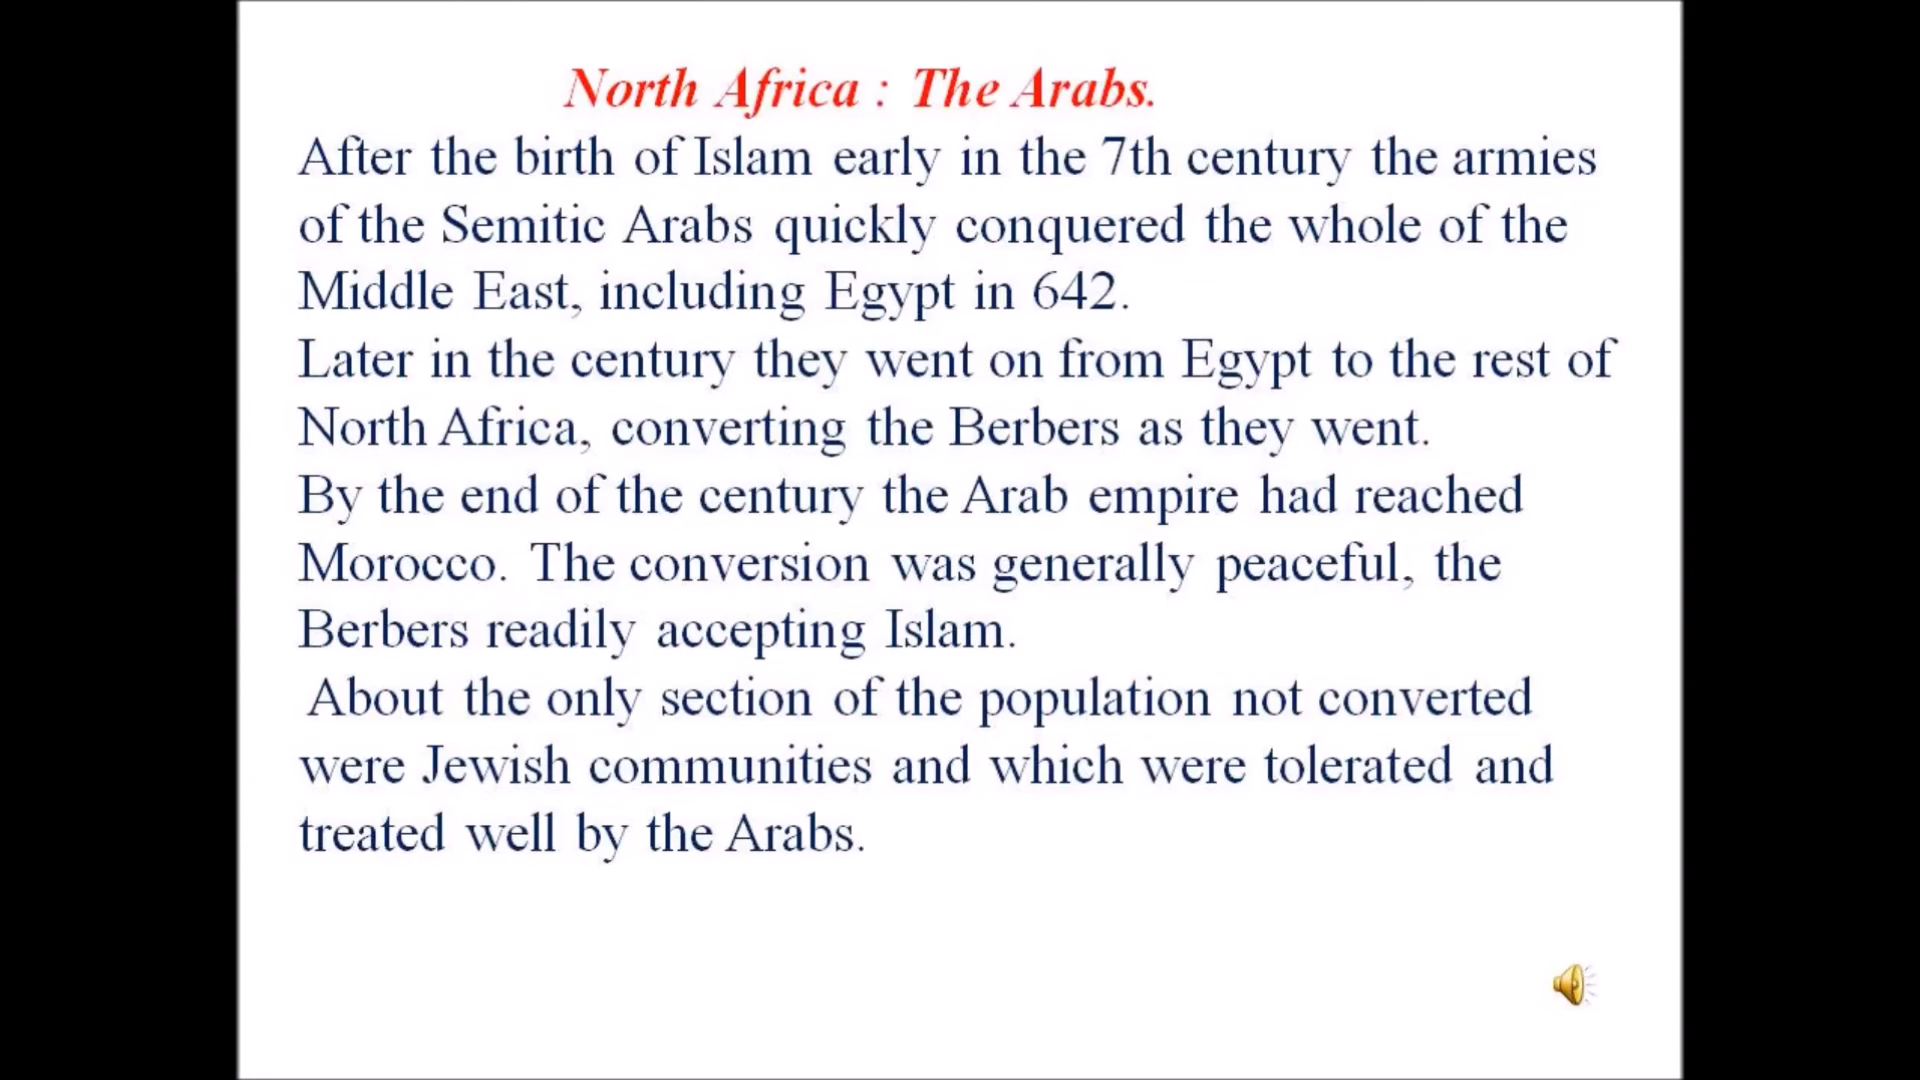 North Africa : The Arabs.
After the birth of Islam early in the 7th century the armies
of the Semitic Arabs quickly conquered the whole of the
Middle East, including Egypt in 642.
Later in the century they went on from Egypt to the rest of
North Africa, converting the Berbers as they went.
By the end of the century the Arab empire had reached
Morocco. The conversion was generally peaceful, the
Berbers readily accepting Islam.
About the only section of the population not converted
were Jewish communities and which were tolerated and
treated well by the Arabs.